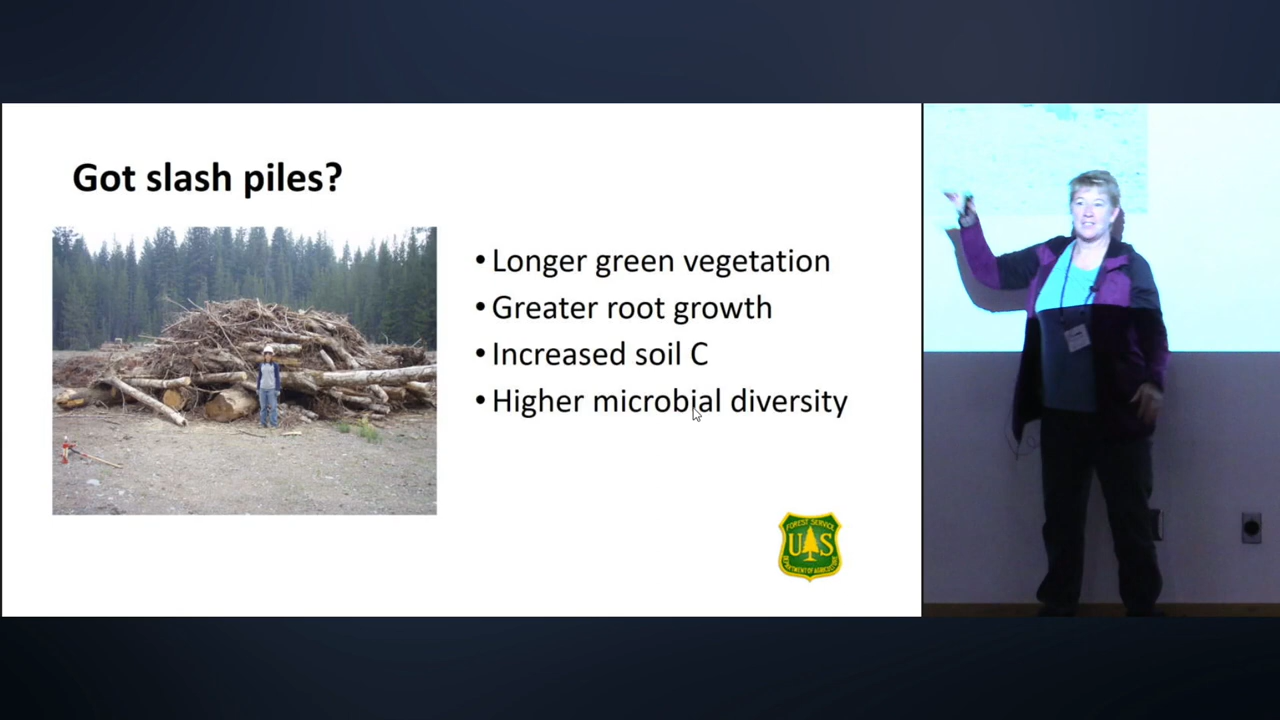 Got slash piles?
• Longer green vegetation
• Greater root growth
• Increased soil C
• Higher microbial diversity
FOREST SERVICE
U S
DEPARTMENT OF AGRICULTURE